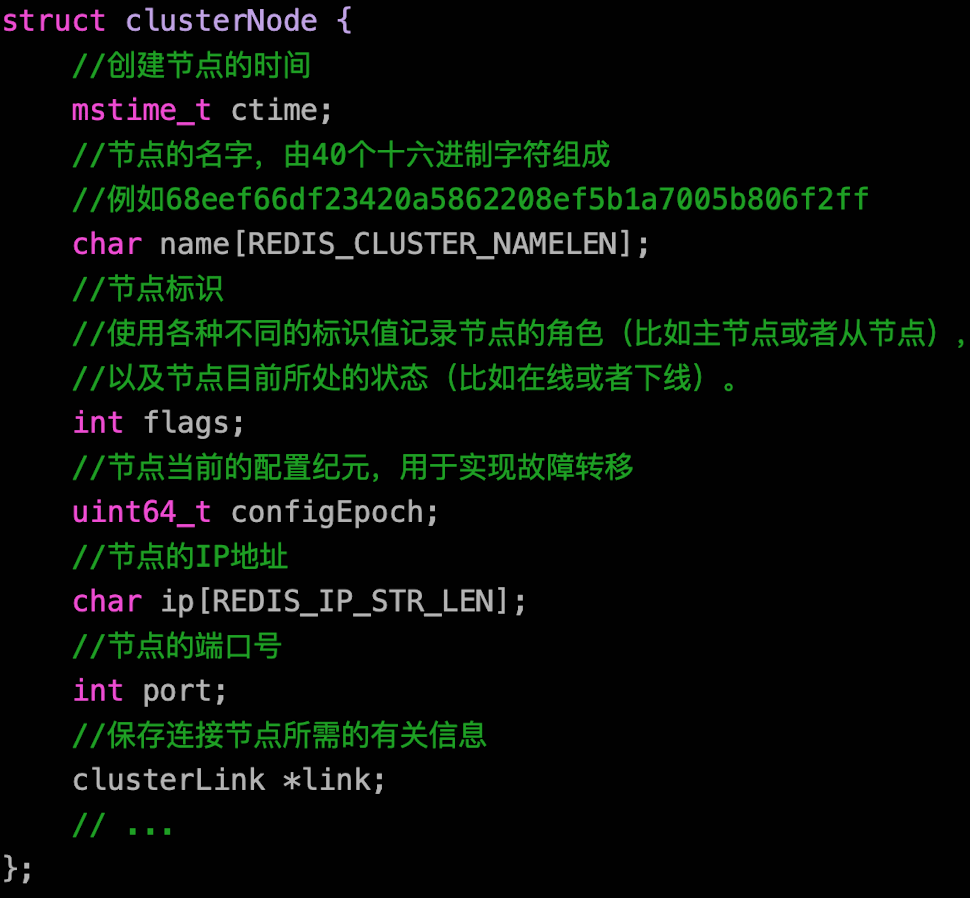 struct clusterNode {
//创建节点的时间
mstime_t ctime;
//节点的名字，由40个十六进制字符组成
//例如68eef66df23420a5862208ef5b1a7005b806f2ff
char name[REDIS_CLUSTER_NAMELEN];
//节点标识
//使用各种不同的标识值记录节点的角色（比如主节点或者从节点），
//以及节点目前所处的状态（比如在线或者下线）。
int flags;
//节点当前的配置纪元，用于实现故障转移
uint64_t configEpoch;
//节点的IP地址
char ip[REDIS_IP_STR_LEN];
//节点的端口号
int port;
//保存连接节点所需的有关信息
clusterLink *link;
// ...
};